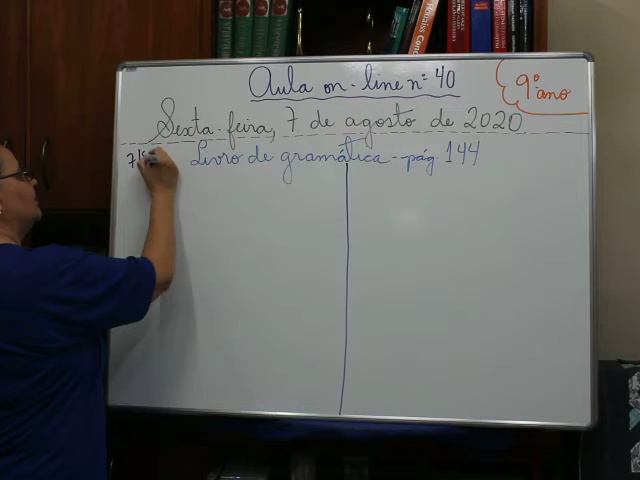 Aula on-line nº 40
9º ano
Sexta-feira, 7 de agosto de 2020
Livro de gramática - pág 144